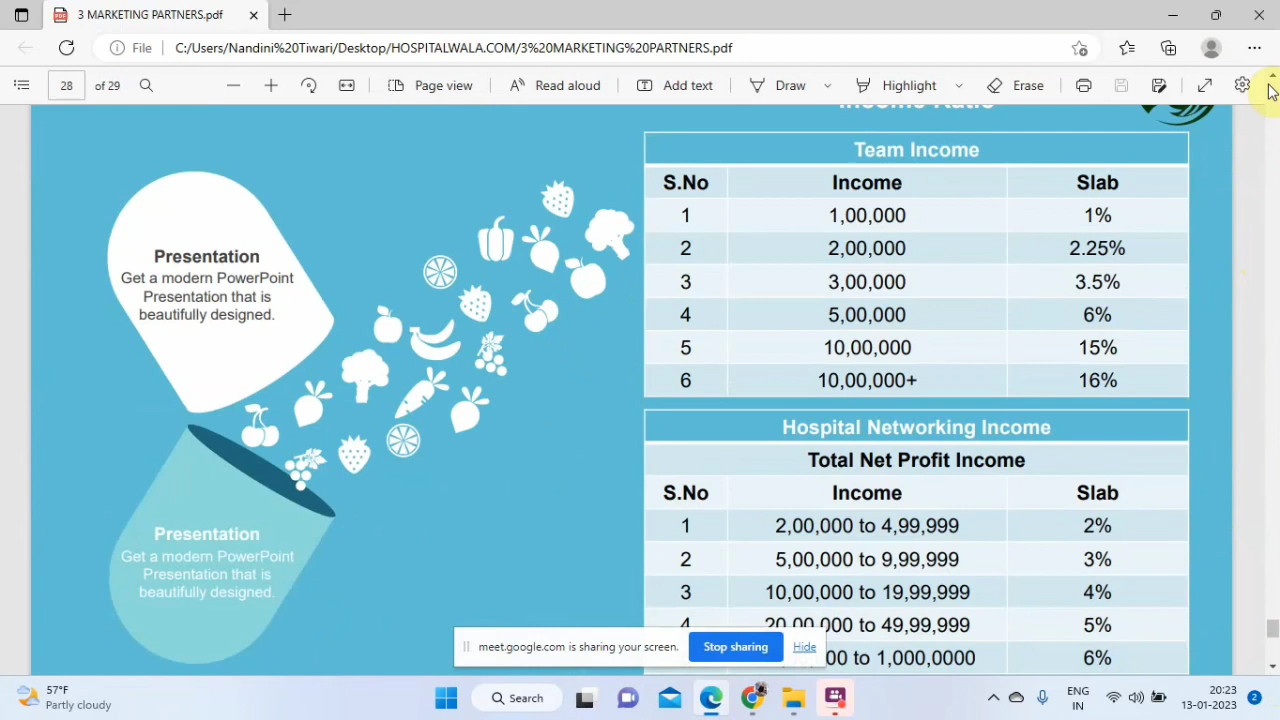 3 MARKETING PARTNERS.pdf
File
C:/Users/Nandini%20Tiwari/Desktop/HOSPITALWALA.COM/3%20MARKETING%20PARTNERS.pdf
28 of 29
Page view
Read aloud
Add text
Draw
Highlight
Erase
Income Ratio
Team Income
S.No Income Slab
1 1,00,000 1%
2 2,00,000 2.25%
3 3,00,000 3.5%
4 5,00,000 6%
5 10,00,000 15%
6 10,00,000+ 16%
Presentation
Get a modern PowerPoint
Presentation that is
beautifully designed.
Hospital Networking Income
Total Net Profit Income
S.No Income Slab
1 2,00,000 to 4,99,999 2%
2 5,00,000 to 9,99,999 3%
3 10,00,000 to 19,99,999 4%
4 20,00,000 to 49,99,999 5%
00 to 1,000,0000 6%
Presentation
Get a modern PowerPoint
Presentation that is
beautifully designed.
meet.google.com is sharing your screen.
Stop sharing
Hide
57°F
Partly cloudy
Search
ENG
IN
20:23
13-01-2023
2